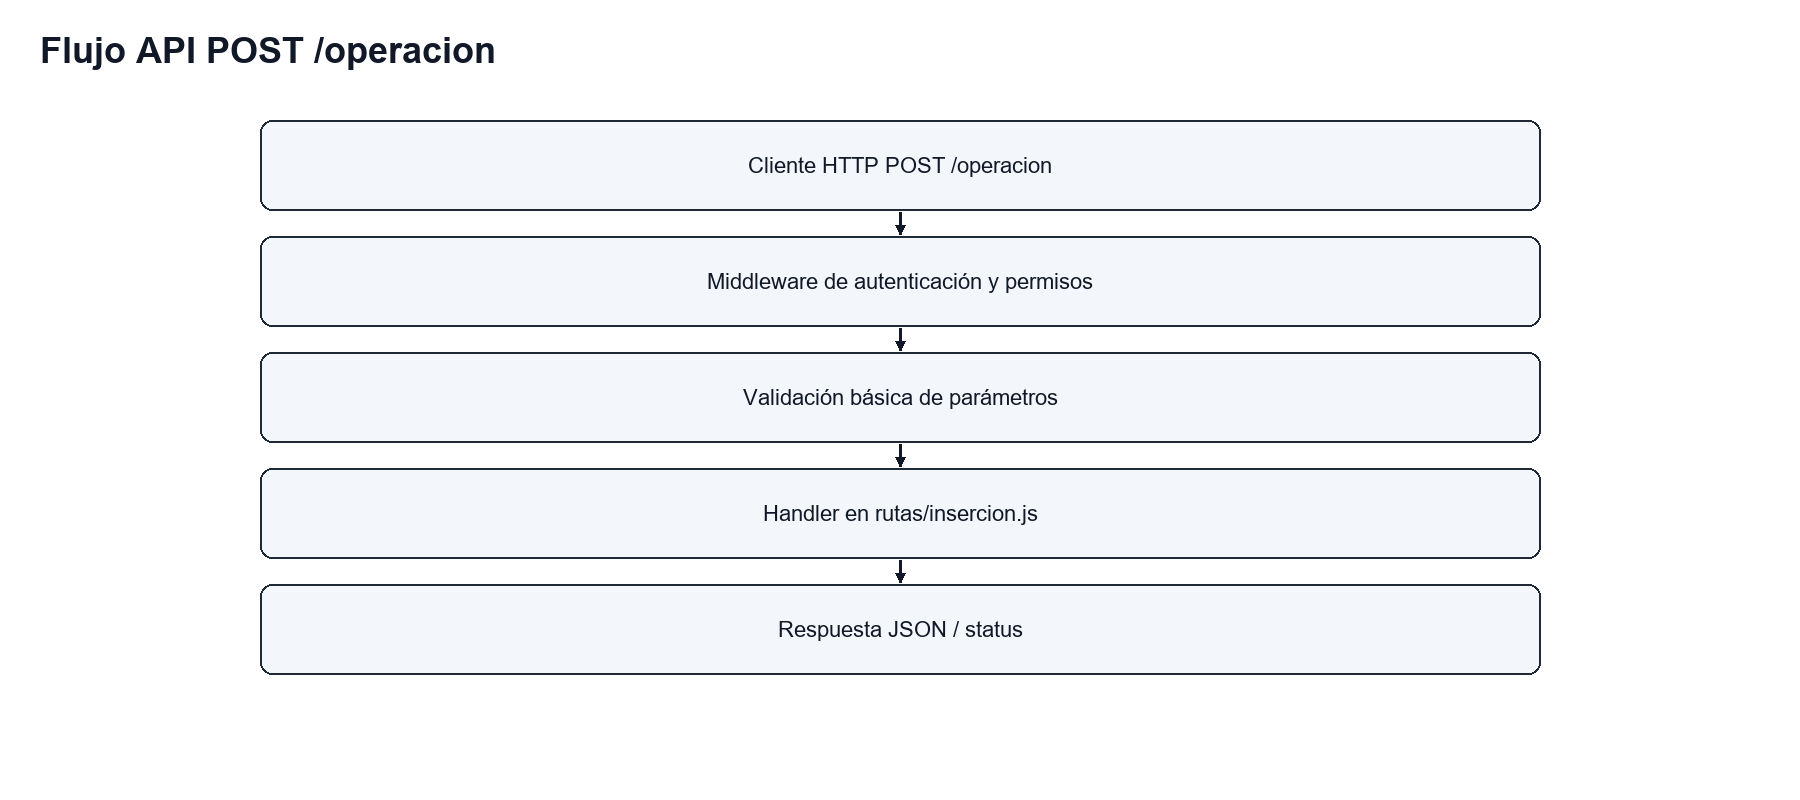 Flujo API POST /operacion
Cliente HTTP POST /operacion
Middleware de autenticación y permisos
Validación básica de parámetros
Handler en rutas/insercion.js
Respuesta JSON / status